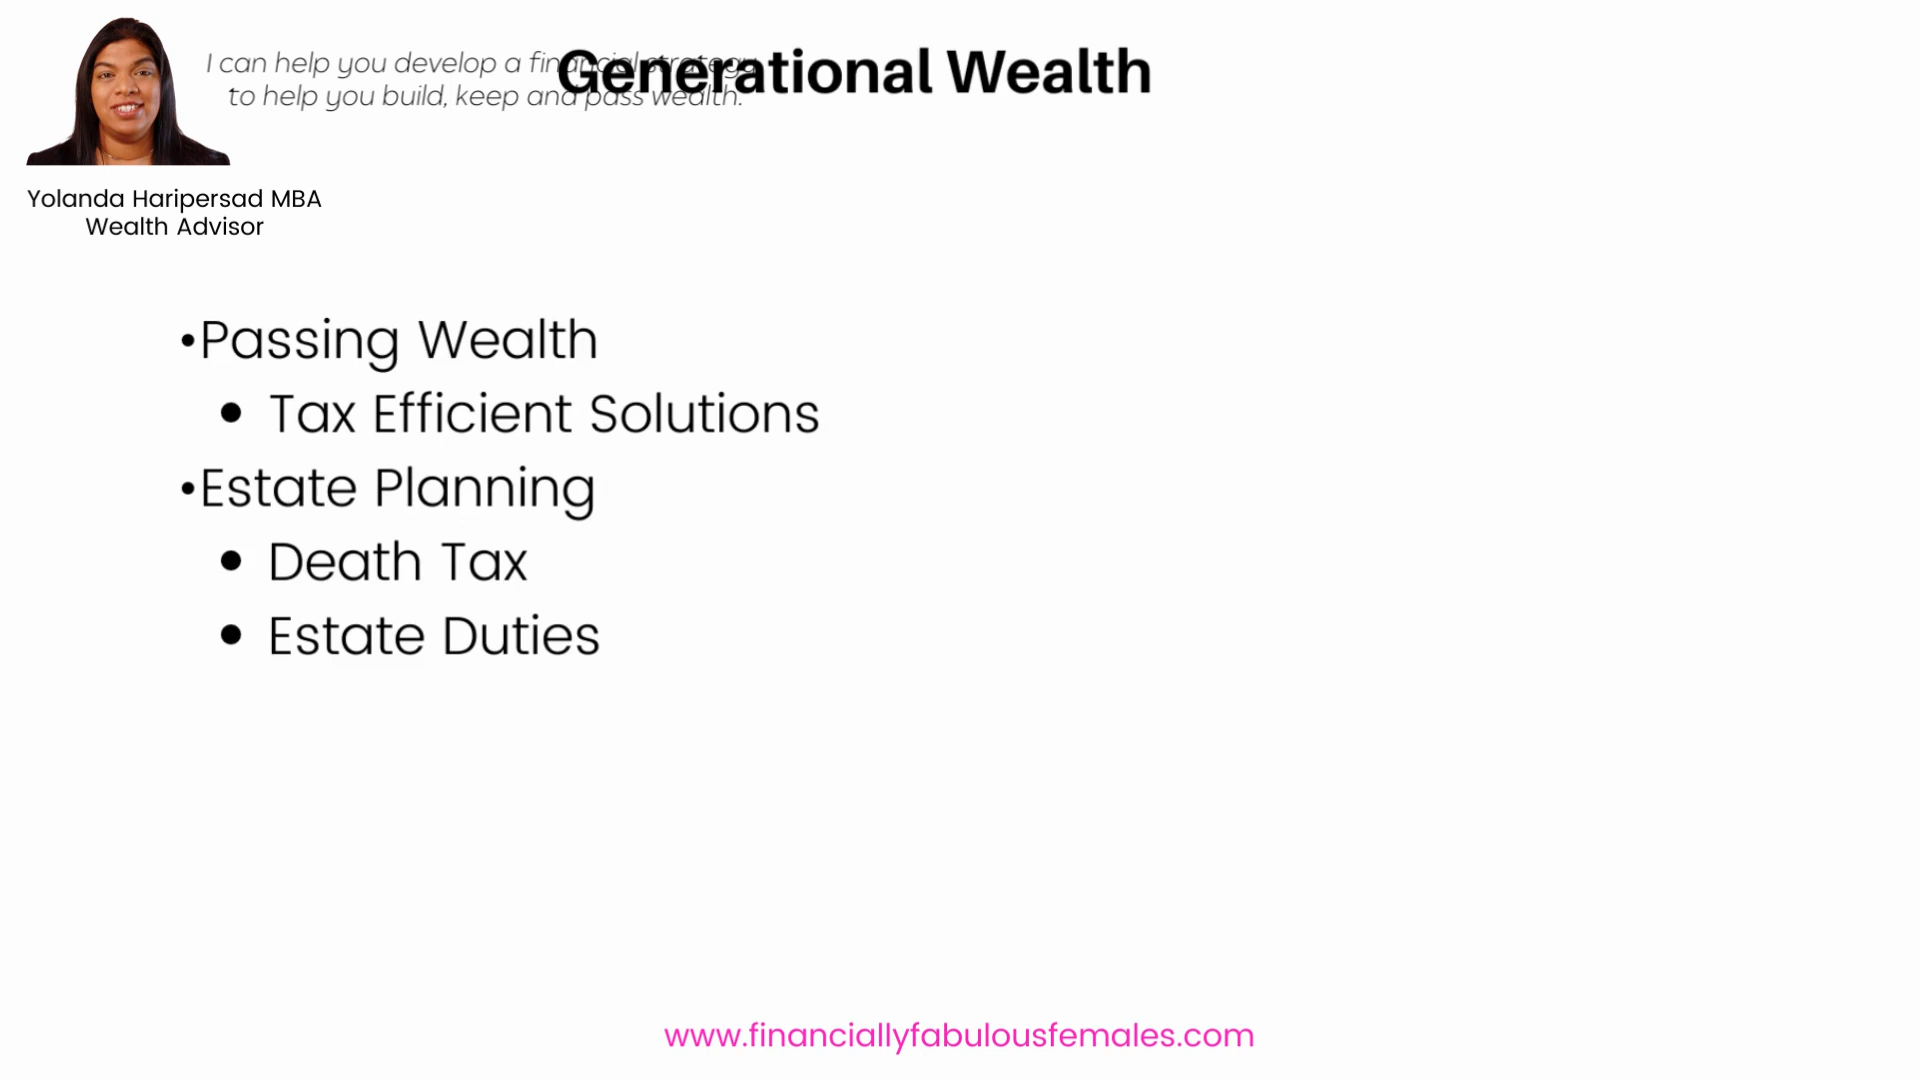 I can help you develop a financial strategy
to help you build, keep and pass wealth.
Generational Wealth
Yolanda Haripersad MBA
Wealth Advisor
•Passing Wealth
• Tax Efficient Solutions
•Estate Planning
• Death Tax
• Estate Duties
www.financiallyfabulousfemales.com